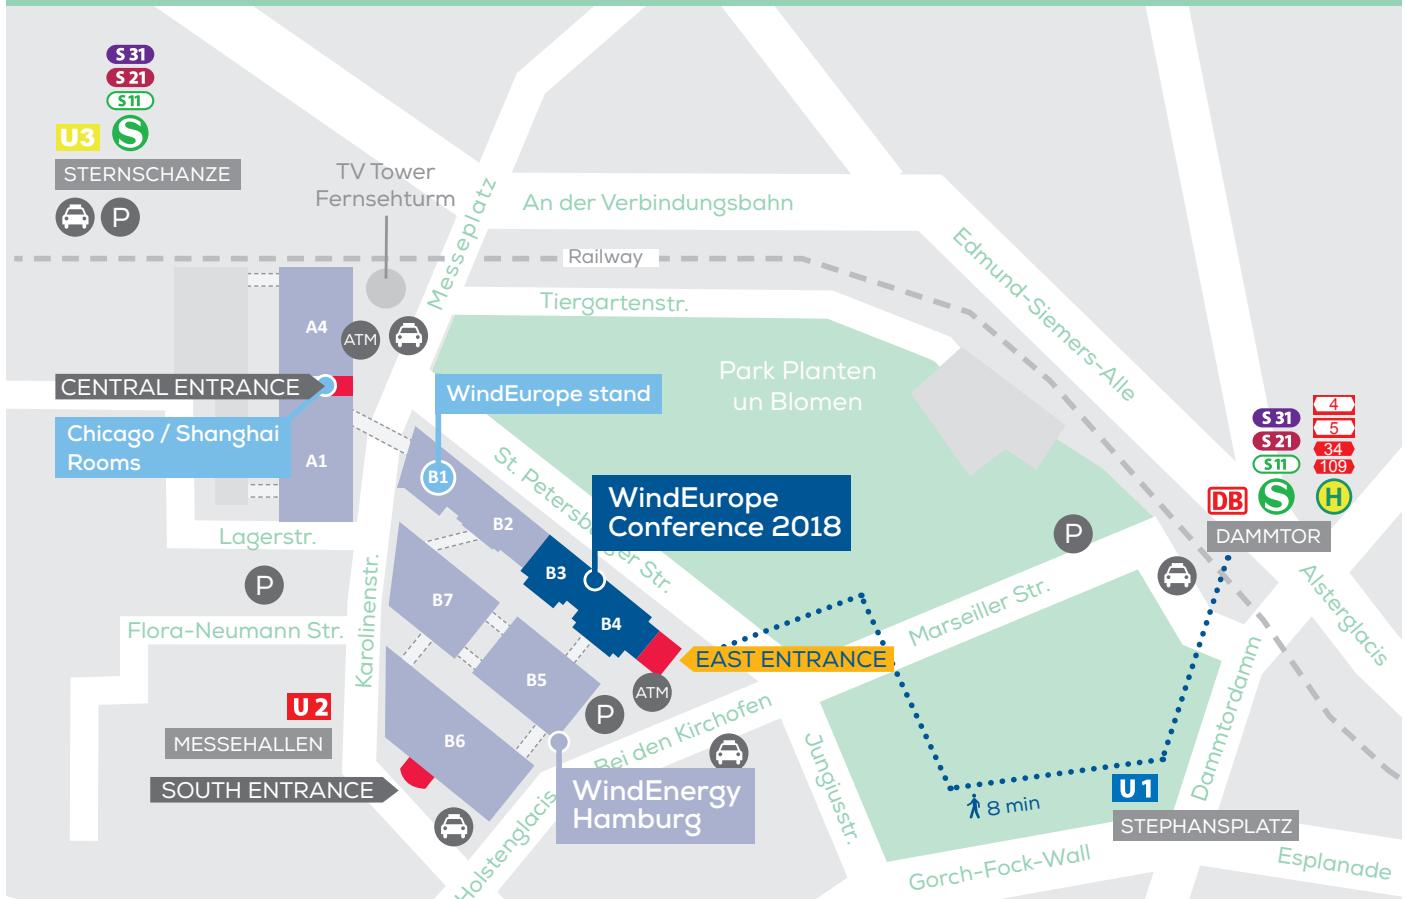 S 31
S 21
S 11
U3
S
STERNSCHANZE
P
TV Tower
Fernsehturm
Messeplatz
An der Verbindungsbahn
Railway
Tiergartenstr.
Edmund-Siemers-Alle
A4
ATM
CENTRAL ENTRANCE
Chicago / Shanghai
Rooms
A1
WindEurope stand
Park Planten
un Blomen
B1
B2
St. Petersburger Str.
WindEurope
Conference 2018
S 31
S 21
S 11
4
5
34
109
DB
S
H
DAMMTOR
P
Lagerstr.
P
Flora-Neumann Str.
Karolinenstr.
B3
B4
B7
B5
B6
EAST ENTRANCE
ATM
P
Marseiller Str.
Alsterglacis
Dammtordamm
U 2
MESSEHALLEN
SOUTH ENTRANCE
Bei den Kirchofen
WindEnergy
Hamburg
Holstenglacis
Jungiusstr.
8 min
U 1
STEPHANSPLATZ
Gorch-Fock-Wall
Esplanade